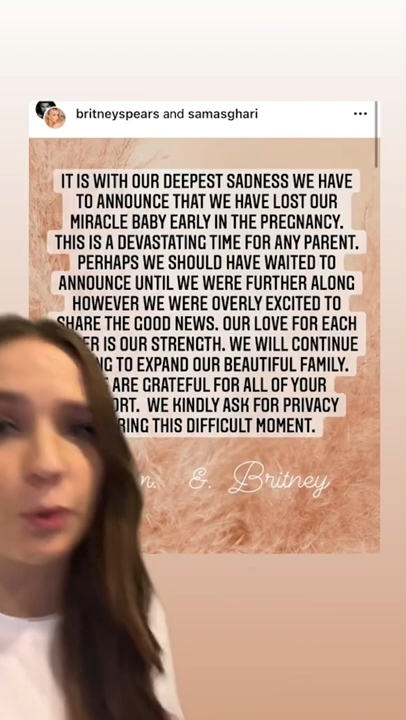 britneyspears and samasghari
IT IS WITH OUR DEEPEST SADNESS WE HAVE
TO ANNOUNCE THAT WE HAVE LOST OUR
MIRACLE BABY EARLY IN THE PREGNANCY.
THIS IS A DEVASTATING TIME FOR ANY PARENT.
PERHAPS WE SHOULD HAVE WAITED TO
ANNOUNCE UNTIL WE WERE FURTHER ALONG
HOWEVER WE WERE OVERLY EXCITED TO
SHARE THE GOOD NEWS. OUR LOVE FOR EACH
IS OUR STRENGTH. WE WILL CONTINUE
TO EXPAND OUR BEAUTIFUL FAMILY.
ARE GRATEFUL FOR ALL OF YOUR
WE KINDLY ASK FOR PRIVACY
THIS DIFFICULT MOMENT.
& Britney